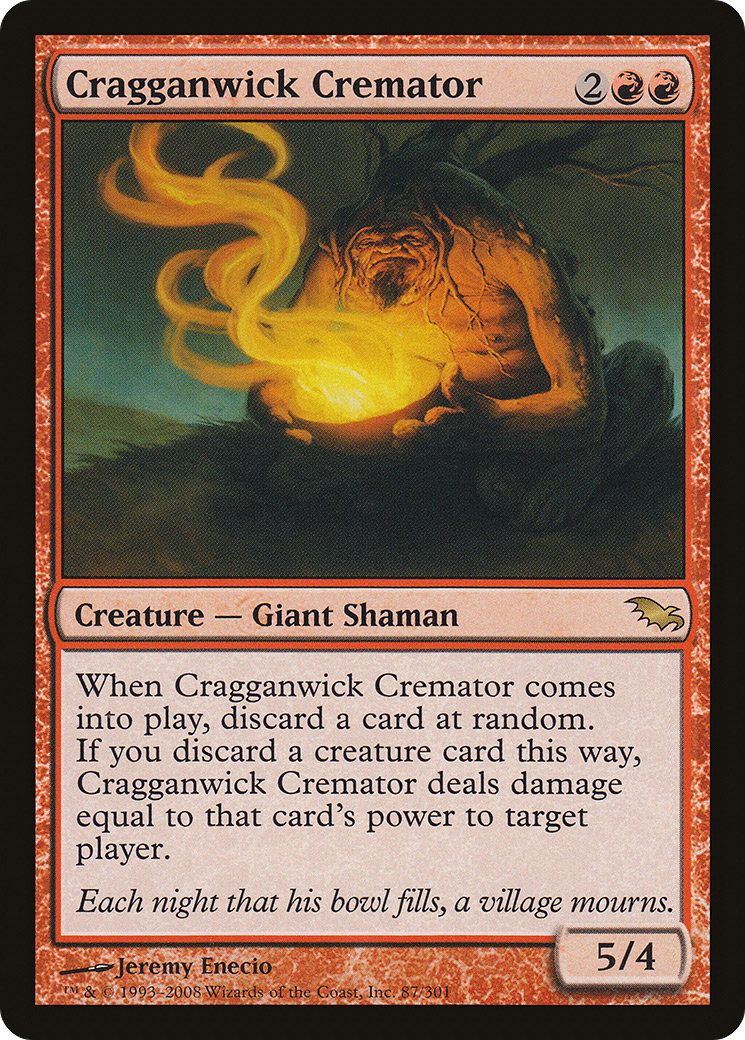 Cragganwick Cremator 2
Creature — Giant Shaman
When Cragganwick Cremator comes
into play, discard a card at random.
If you discard a creature card this way,
Cragganwick Cremator deals damage
equal to that card's power to target
player.
Each night that his bowl fills, a village mourns.
5/4
Jeremy Enecio
™ & © 1993–2008 Wizards of the Coast, Inc. 87/301